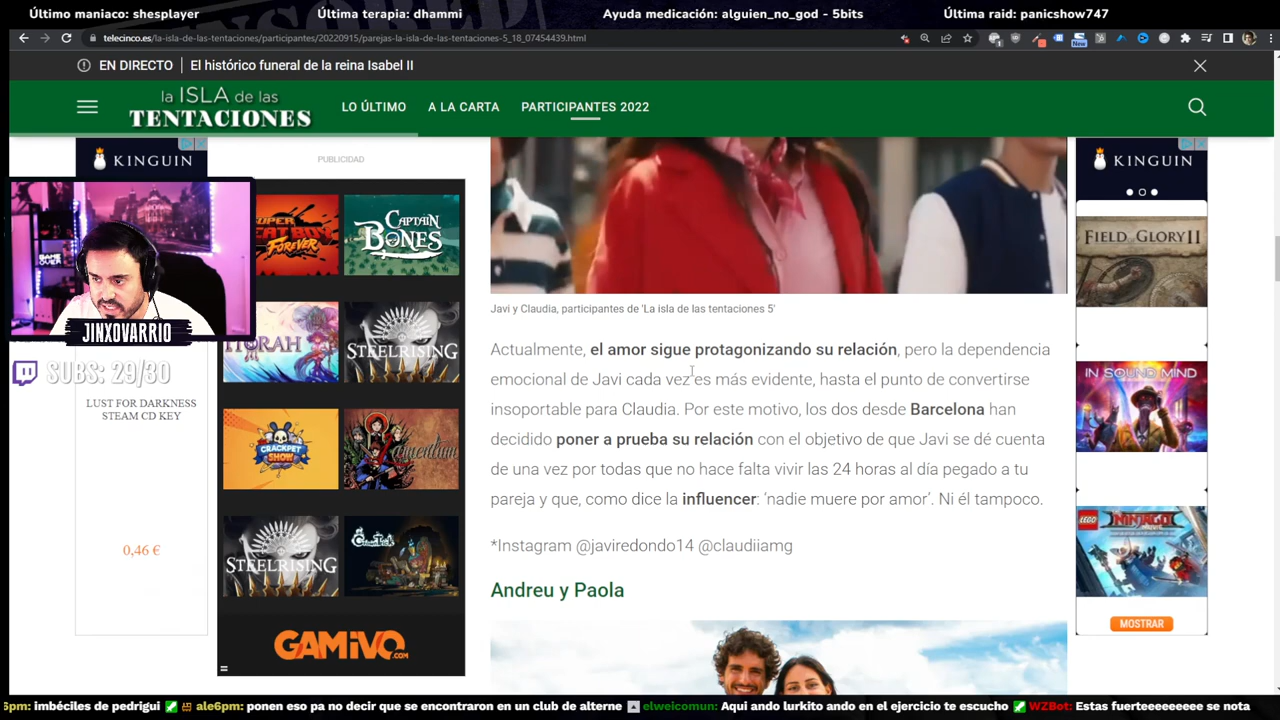 Último maniaco: shesplayer
Última terapia: dhammi
Ayuda medicación: alguien_no_god - 5bits
Última raid: panicshow747
telecinco.es/la-isla-de-las-tentaciones/participantes/20220915/parejas-la-isla-de-las-tentaciones-5_18_07454439.html
New
EN DIRECTO
El histórico funeral de la reina Isabel II
la ISLA de las
TENTACIONES
LO ÚLTIMO
A LA CARTA
PARTICIPANTES 2022
KINGUIN
PUBLICIDAD
KINGUIN
FOREVER
CAPTAIN
BONES
FIELD GLORY II
JINXOVARRIO
STEELRISING
SUBS: 29/30
LUST FOR DARKNESS
STEAM CD KEY
0,46 €
CRACKPET
SHOW
STEELRISING
GAMIVO.COM
Javi y Claudia, participantes de 'La isla de las tentaciones 5'
Actualmente, el amor sigue protagonizando su relación, pero la dependencia
emocional de Javi cada vez es más evidente, hasta el punto de convertirse
insoportable para Claudia. Por este motivo, los dos desde Barcelona han
decidido poner a prueba su relación con el objetivo de que Javi se dé cuenta
de una vez por todas que no hace falta vivir las 24 horas al día pegado a tu
pareja y que, como dice la influencer: 'nadie muere por amor'. Ni él tampoco.
*Instagram @javiredondo14 @claudiiamg
Andreu y Paola
IN SOUND MIND
LEGO NINJAGO
MOSTRAR
6pm: imbéciles de pedrigui
ale6pm: ponen eso pa no decir que se encontraron en un club de alterne
elweicomun: Aqui ando lurkito ando en el ejercicio te escucho
WZBot: Estas fuerteeeeeeeee se nota